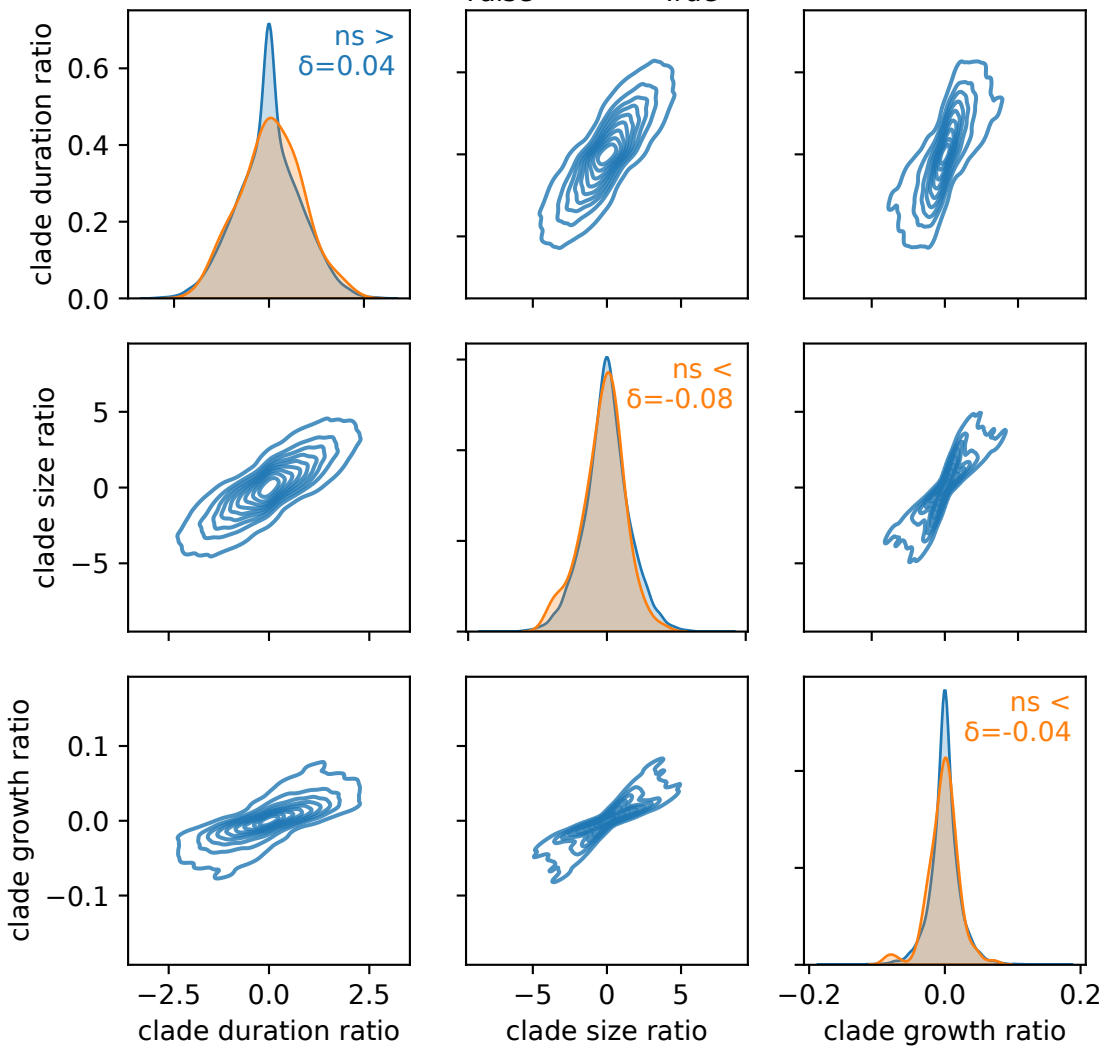 clade duration ratio
0.6
0.4
0.2
0.0
ns >
δ=0.04
clade size ratio
5
0
−5
ns <
δ=-0.08
clade growth ratio
0.1
0.0
−0.1
ns <
δ=-0.04
−2.5 0.0 2.5
−5 0 5
−0.2 0.0 0.2
clade duration ratio
clade size ratio
clade growth ratio